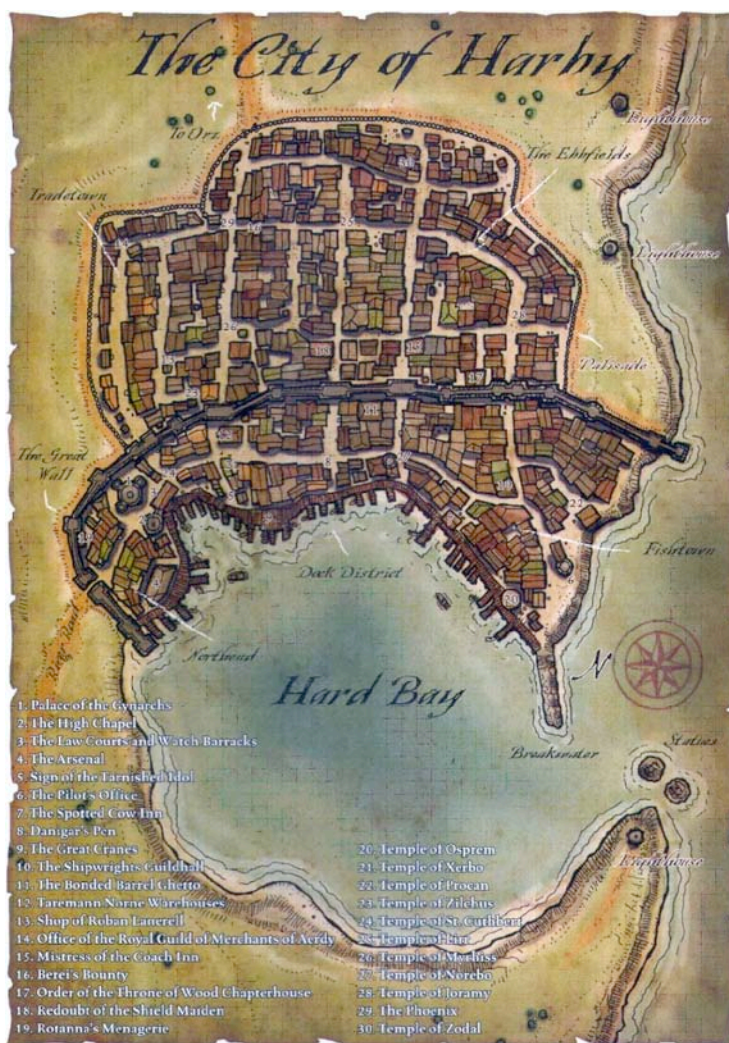 The City of Harby
Lighthouse
To Orz
The Ebbfields
Tradetown
Lighthouse
Palisade
The Great
Wall
Dock District
Fishtown
Northend
River Road
Hard Bay
N
Breakwater
Statues
Lighthouse
1. Palace of the Gynarchs
2. The High Chapel
3. The Law Courts and Watch Barracks
4. The Arsenal
5. Sign of the Tarnished Idol
6. The Pilot's Office
7. The Spotted Cow Inn
8. Danigar's Pen
9. The Great Cranes
10. The Shipwrights Guildhall
11. The Bonded Barrel Ghetto
12. Taremann Norne Warehouses
13. Shop of Roban Lanerell
14. Office of the Royal Guild of Merchants of Aerdy
15. Mistress of the Coach Inn
16. Berei's Bounty
17. Order of the Throne of Wood Chapterhouse
18. Redoubt of the Shield Maiden
19. Rotanna's Menagerie
20. Temple of Osprem
21. Temple of Xerbo
22. Temple of Procan
23. Temple of Zilchus
24. Temple of St. Cuthbert
25. Temple of Lirr
26. Temple of Myrhiss
27. Temple of Norebo
28. Temple of Joramy
29. The Phoenix
30. Temple of Zodal